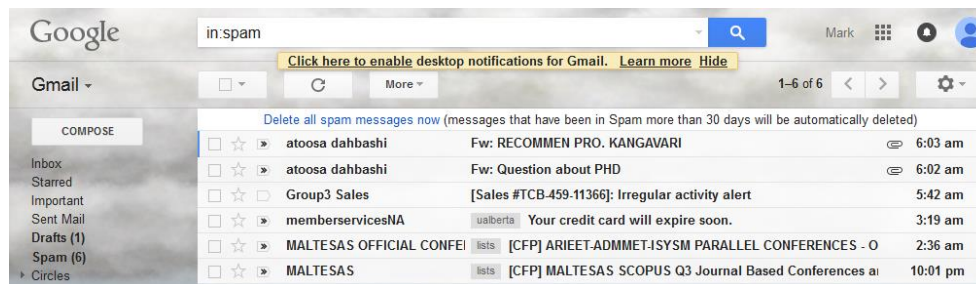 Google in:spam Mark
Click here to enable desktop notifications for Gmail. Learn more Hide
Gmail More 1–6 of 6
Delete all spam messages now (messages that have been in Spam more than 30 days will be automatically deleted)
COMPOSE
Inbox
Starred
Important
Sent Mail
Drafts (1)
Spam (6)
Circles
atoosa dahbashi Fw: RECOMMEN PRO. KANGAVARI 6:03 am
atoosa dahbashi Fw: Question about PHD 6:02 am
Group3 Sales [Sales #TCB-459-11366]: Irregular activity alert 5:42 am
memberservicesNA ualberta Your credit card will expire soon. 3:19 am
MALTESAS OFFICIAL CONFEI lists [CFP] ARIEET-ADMMET-ISYSM PARALLEL CONFERENCES - O 2:36 am
MALTESAS lists [CFP] MALTESAS SCOPUS Q3 Journal Based Conferences a 10:01 pm